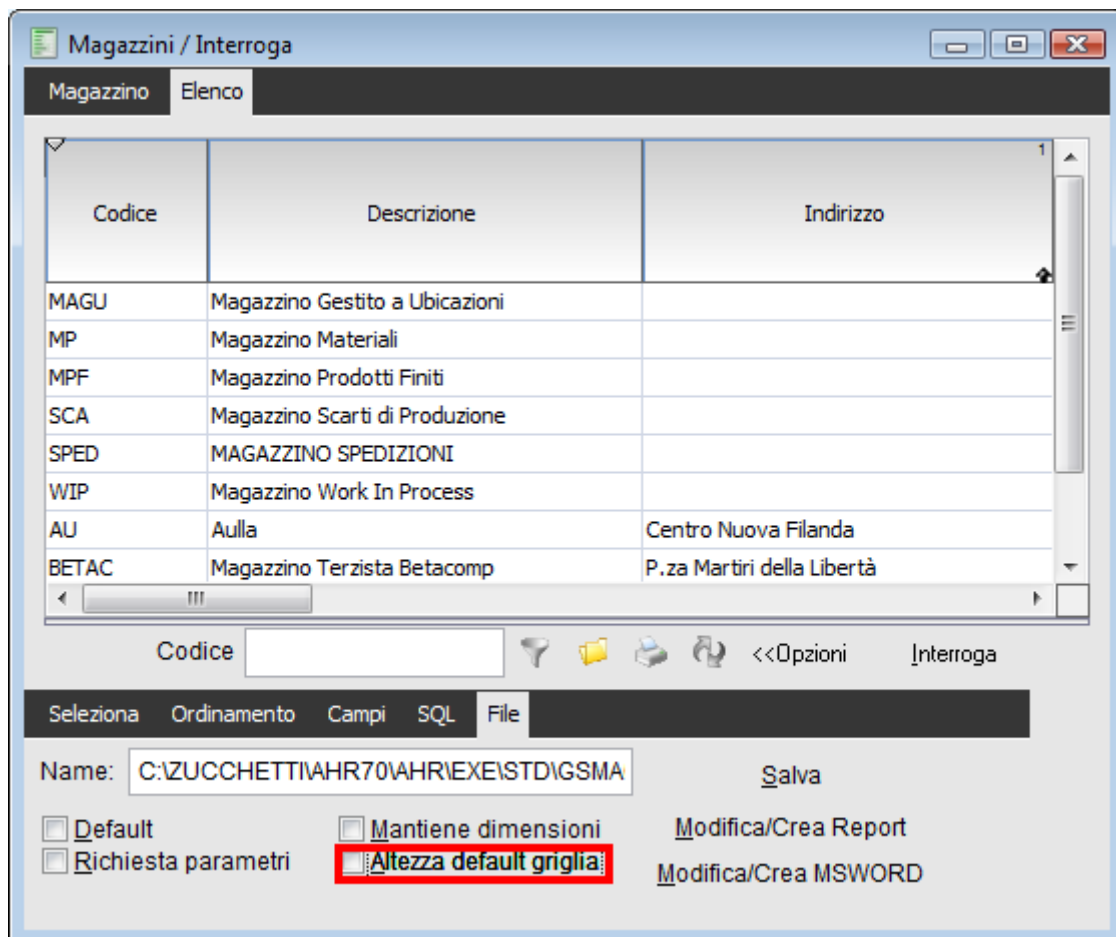 Magazzini / Interroga
Magazzino Elenco
1
Codice Descrizione Indirizzo
MAGU Magazzino Gestito a Ubicazioni
MP Magazzino Materiali
MPF Magazzino Prodotti Finiti
SCA Magazzino Scarti di Produzione
SPED MAGAZZINO SPEDIZIONI
WIP Magazzino Work In Process
AU Aulla Centro Nuova Filanda
BETAC Magazzino Terzista Betacomp P.za Martiri della Libertà
Codice <<Opzioni Interroga
Seleziona Ordinamento Campi SQL File
Name: C:\ZUCCHETTI\AHR70\AHR\EXE\STD\GSMA Salva
Default Mantiene dimensioni Modifica/Crea Report
Richiesta parametri Altezza default griglia Modifica/Crea MSWORD